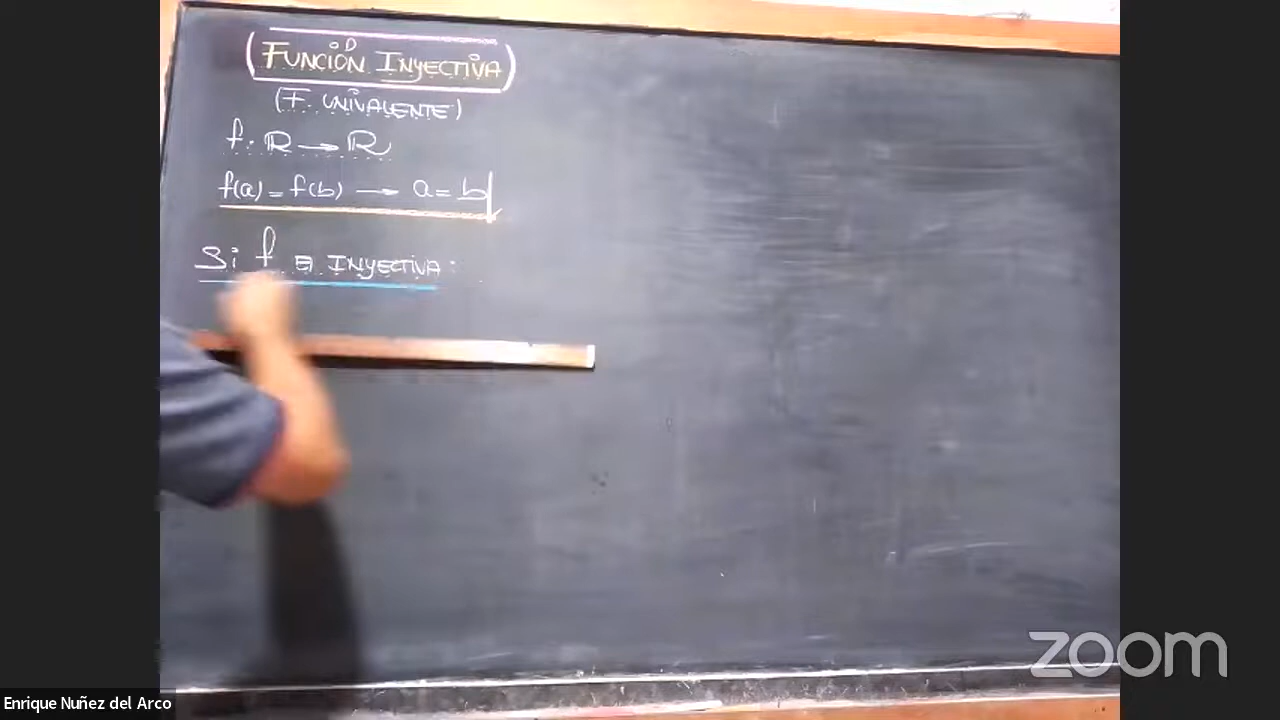 (FUNCIÓN INYECTIVA)
(F. UNIVALENTE)
f: ℝ → ℝ
f(a) = f(b) → a = b
Si f es INYECTIVA:
zoom
Enrique Nuñez del Arco